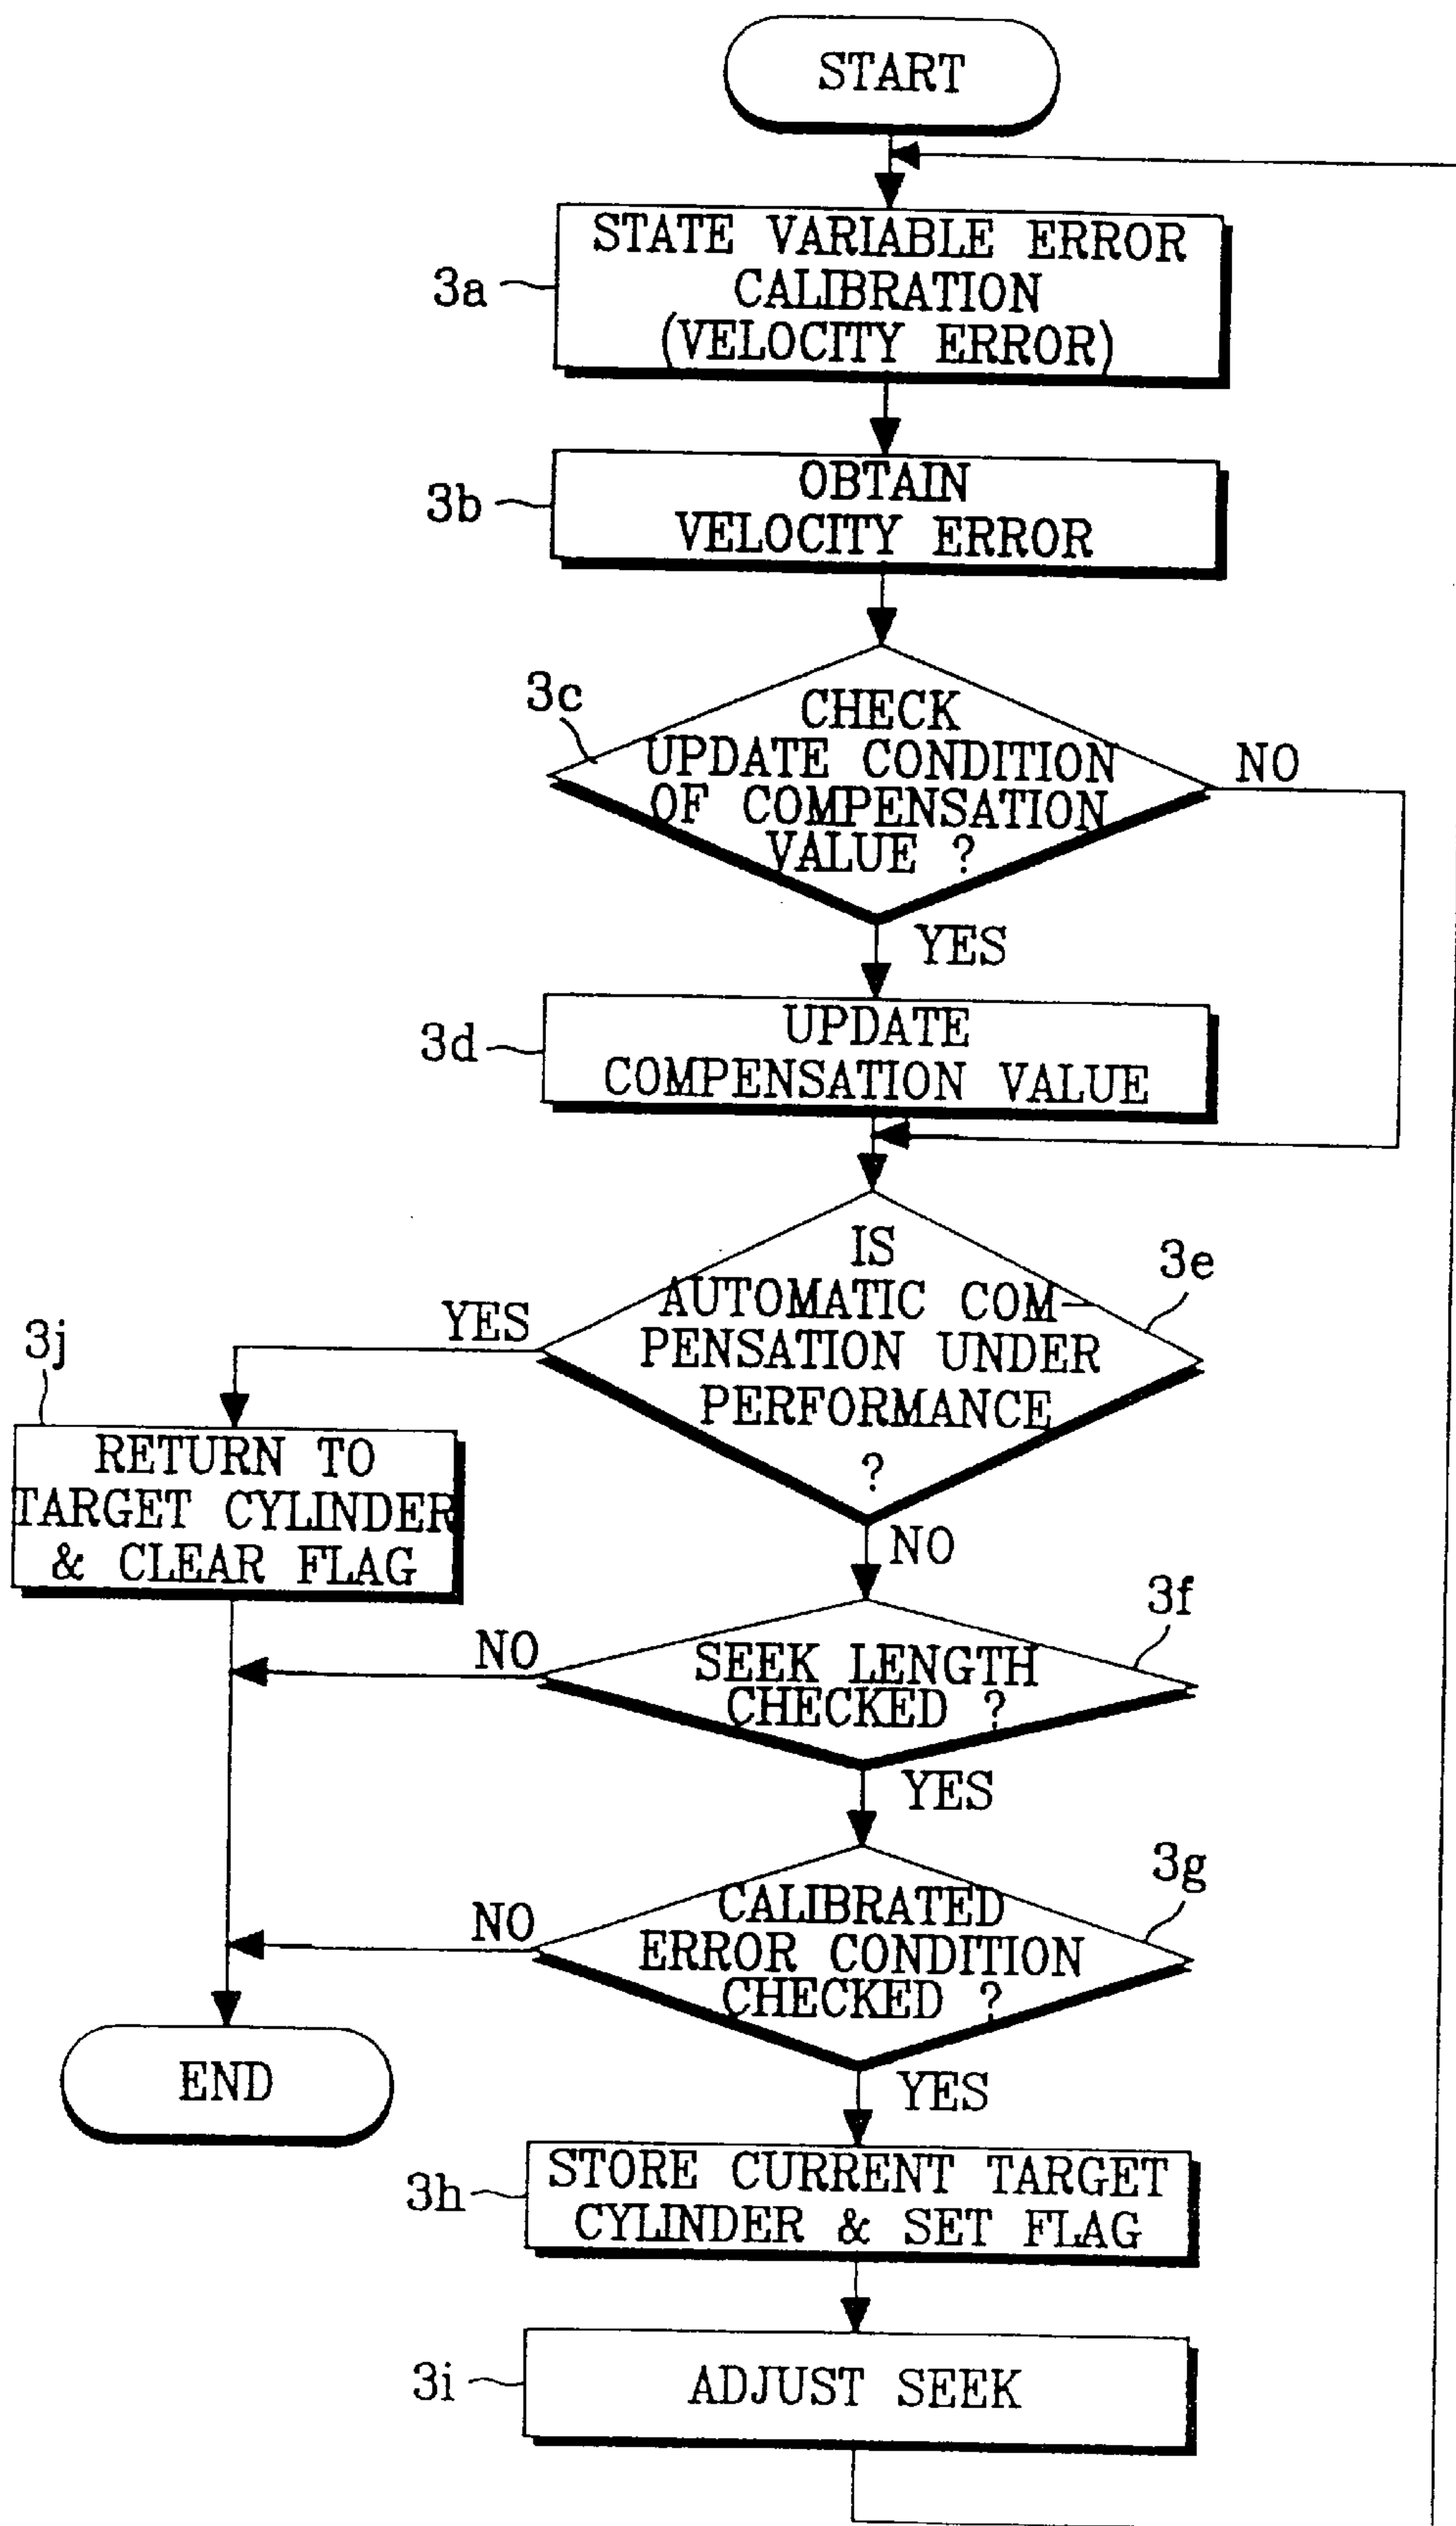 START
3a
STATE VARIABLE ERROR
CALIBRATION
(VELOCITY ERROR)
3b
OBTAIN
VELOCITY ERROR
3c
CHECK
UPDATE CONDITION
OF COMPENSATION
VALUE ?
NO
YES
3d
UPDATE
COMPENSATION VALUE
3e
IS
AUTOMATIC COM-
PENSATION UNDER
PERFORMANCE
?
YES
3j
RETURN TO
TARGET CYLINDER
& CLEAR FLAG
NO
3f
SEEK LENGTH
CHECKED ?
NO
YES
3g
CALIBRATED
ERROR CONDITION
CHECKED ?
NO
END
YES
3h
STORE CURRENT TARGET
CYLINDER & SET FLAG
3i
ADJUST SEEK